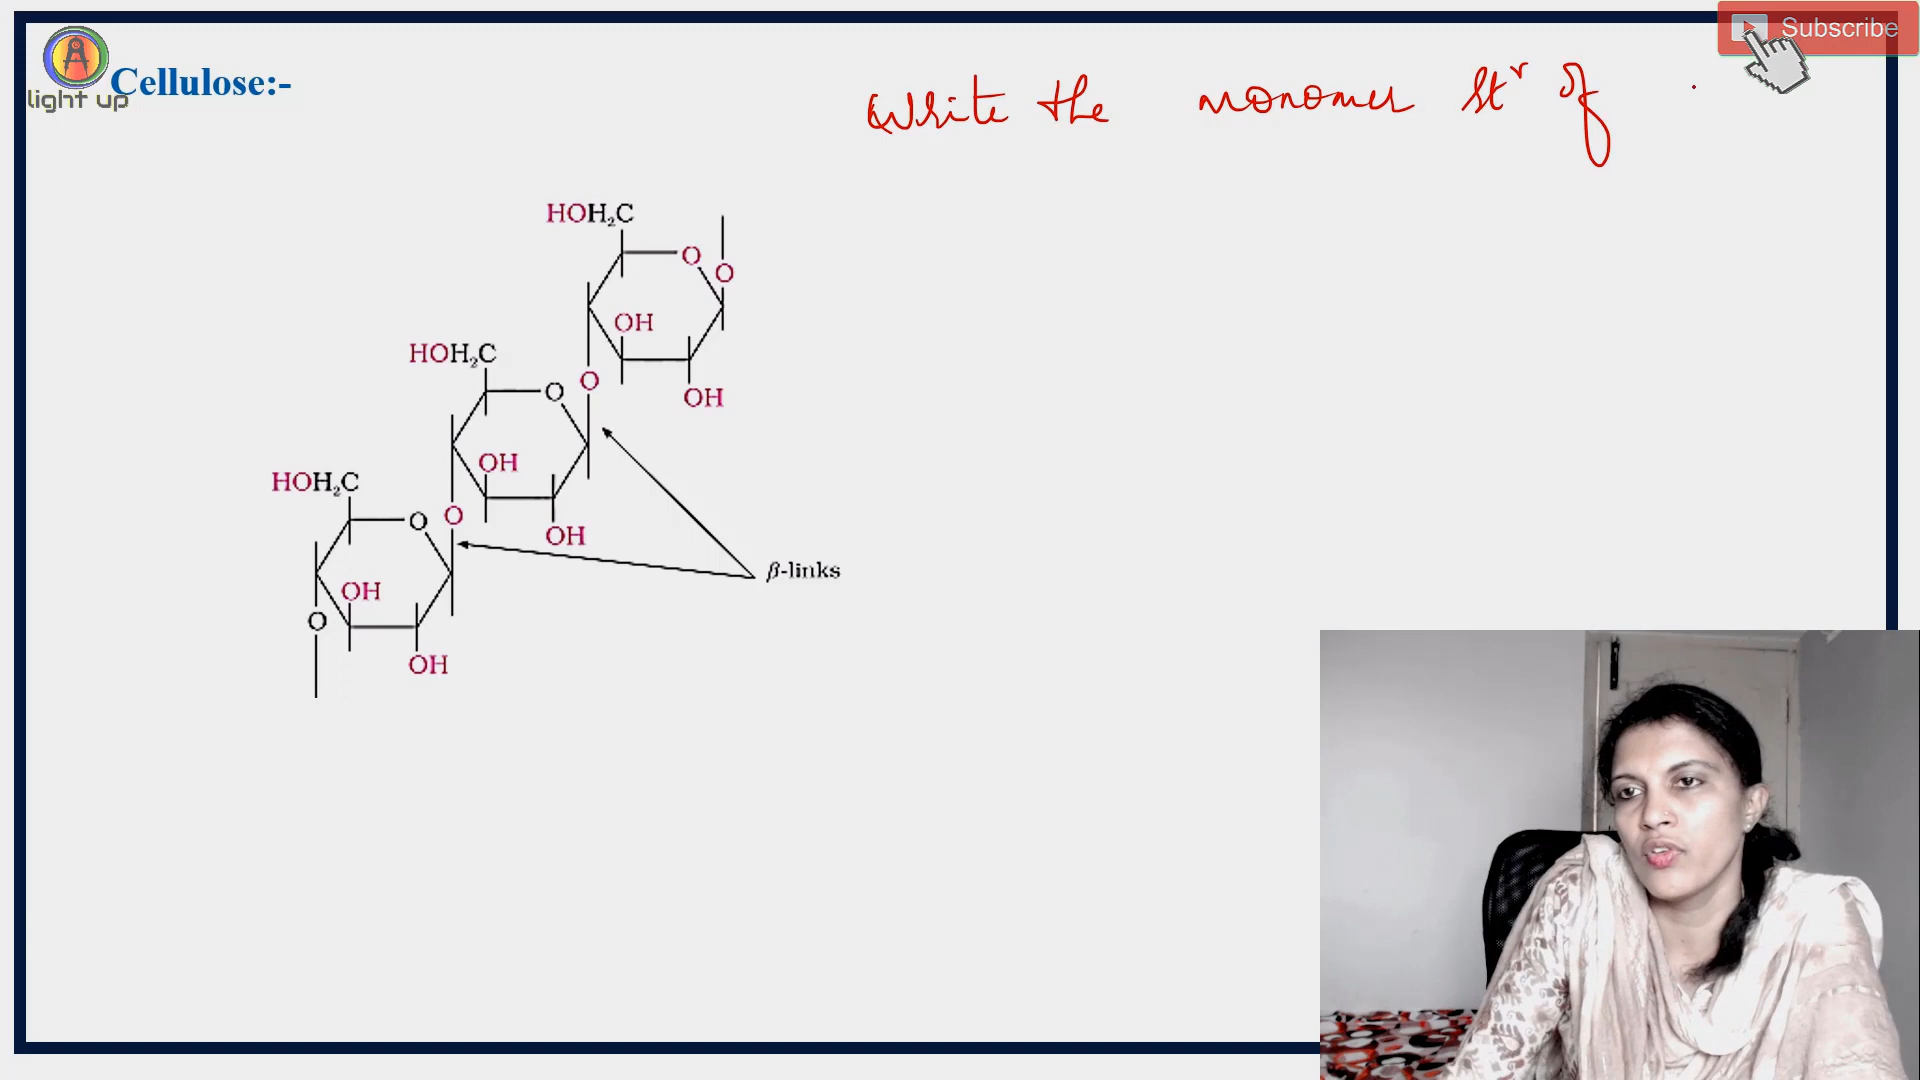 Subscribe
light up
Cellulose:-
Write the monomer str of
HOH₂C
O
O
OH
OH
HOH₂C
O
O
OH
OH
HOH₂C
O
O
OH
β-links
O
OH